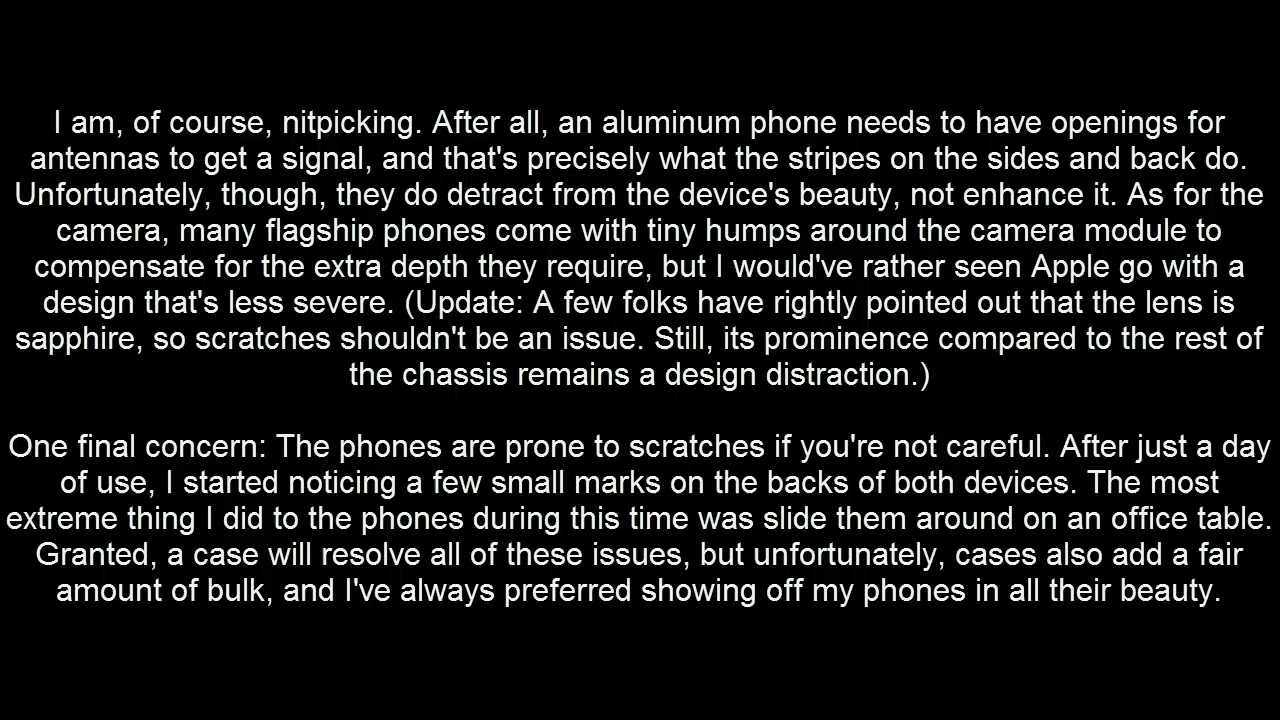 I am, of course, nitpicking. After all, an aluminum phone needs to have openings for
antennas to get a signal, and that's precisely what the stripes on the sides and back do.
Unfortunately, though, they do detract from the device's beauty, not enhance it. As for the
camera, many flagship phones come with tiny humps around the camera module to
compensate for the extra depth they require, but I would've rather seen Apple go with a
design that's less severe. (Update: A few folks have rightly pointed out that the lens is
sapphire, so scratches shouldn't be an issue. Still, its prominence compared to the rest of
the chassis remains a design distraction.)
One final concern: The phones are prone to scratches if you're not careful. After just a day
of use, I started noticing a few small marks on the backs of both devices. The most
extreme thing I did to the phones during this time was slide them around on an office table.
Granted, a case will resolve all of these issues, but unfortunately, cases also add a fair
amount of bulk, and I've always preferred showing off my phones in all their beauty.